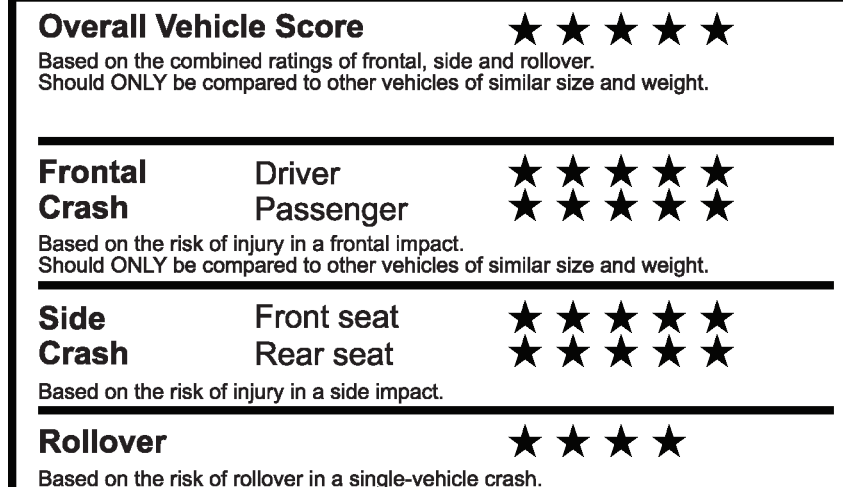 Overall Vehicle Score ★ ★ ★ ★ ★
Based on the combined ratings of frontal, side and rollover.
Should ONLY be compared to other vehicles of similar size and weight.
Frontal Driver ★ ★ ★ ★ ★
Crash Passenger ★ ★ ★ ★ ★
Based on the risk of injury in a frontal impact.
Should ONLY be compared to other vehicles of similar size and weight.
Side Front seat ★ ★ ★ ★ ★
Crash Rear seat ★ ★ ★ ★ ★
Based on the risk of injury in a side impact.
Rollover ★ ★ ★ ★
Based on the risk of rollover in a single-vehicle crash.